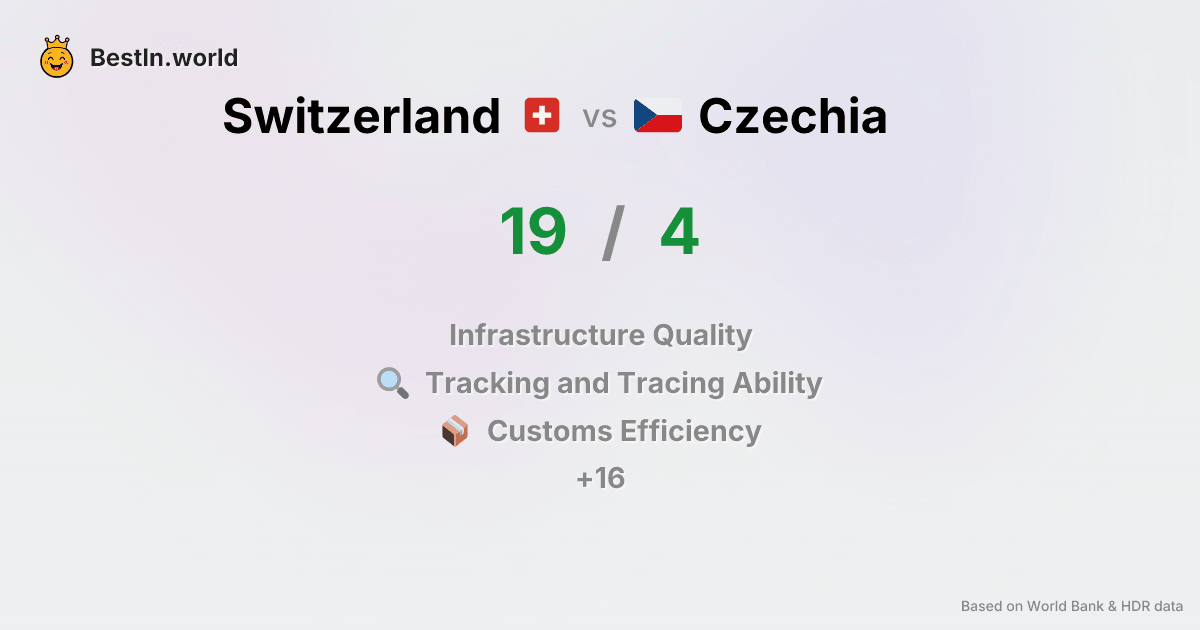 BestIn.world
Switzerland vs Czechia
19 / 4
Infrastructure Quality
Tracking and Tracing Ability
Customs Efficiency
+16
Based on World Bank & HDR data